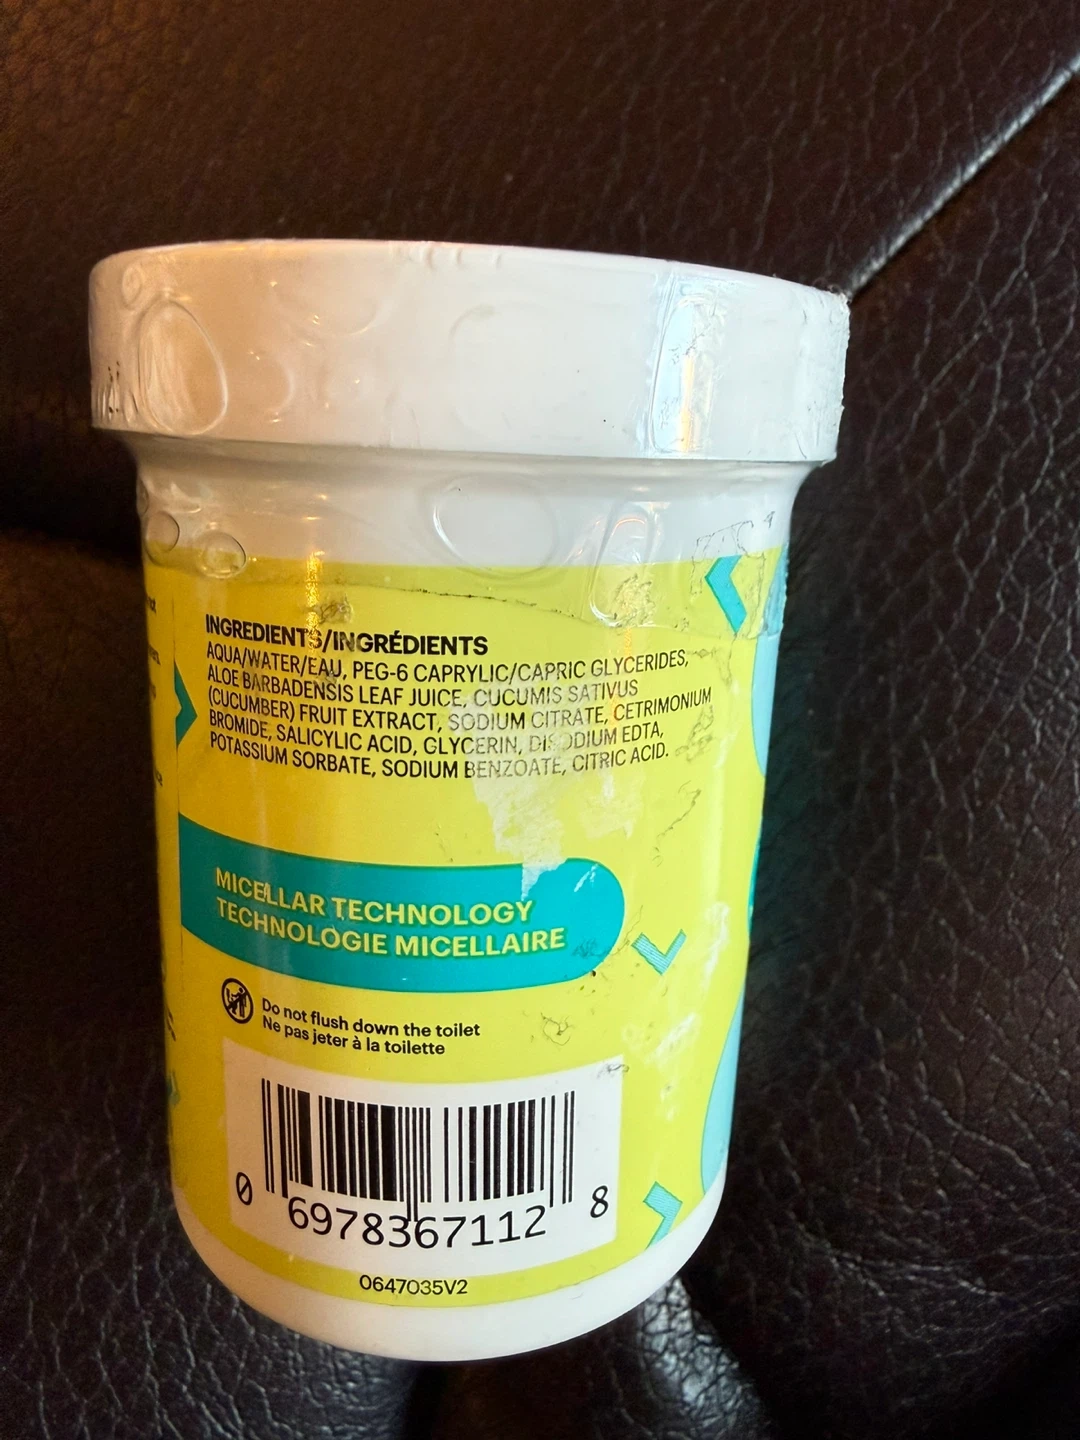 INGREDIENTS/INGRÉDIENTS
AQUA/WATER/EAU, PEG-6 CAPRYLIC/CAPRIC GLYCERIDES,
ALOE BARBADENSIS LEAF JUICE, CUCUMIS SATIVUS
(CUCUMBER) FRUIT EXTRACT, SODIUM CITRATE, CETRIMONIUM
BROMIDE, SALICYLIC ACID, GLYCERIN, DISODIUM EDTA,
POTASSIUM SORBATE, SODIUM BENZOATE, CITRIC ACID.
MICELLAR TECHNOLOGY
TECHNOLOGIE MICELLAIRE
Do not flush down the toilet
Ne pas jeter à la toilette
0 6978367112 8
0647035V2